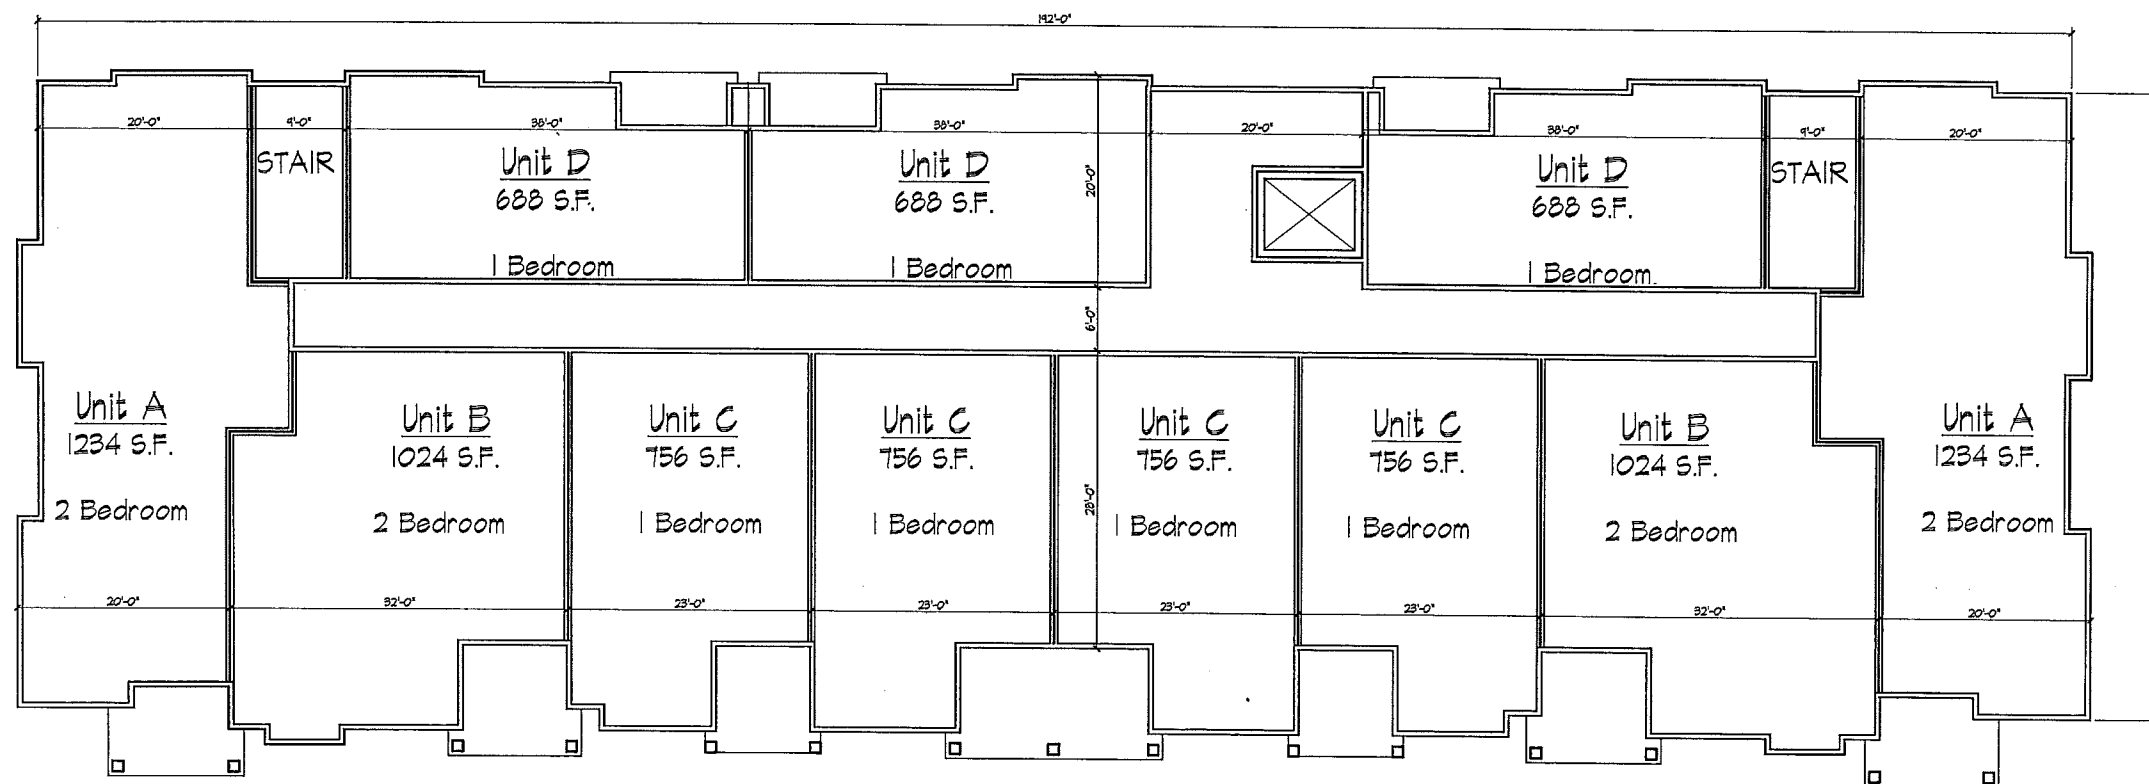 192'-0"
20'-0"
9'-0"
38'-0"
38'-0"
20'-0"
38'-0"
9'-0"
20'-0"
STAIR
Unit D
688 S.F.
1 Bedroom
Unit D
688 S.F.
1 Bedroom
20'-0"
Unit D
688 S.F.
1 Bedroom.
STAIR
6'-0"
Unit A
1234 S.F.
2 Bedroom
Unit B
1024 S.F.
2 Bedroom
Unit C
756 S.F.
1 Bedroom
Unit C
756 S.F.
1 Bedroom
28'-0"
Unit C
756 S.F.
1 Bedroom
Unit C
756 S.F.
1 Bedroom
Unit B
1024 S.F.
2 Bedroom
Unit A
1234 S.F.
2 Bedroom
20'-0"
32'-0"
23'-0"
23'-0"
23'-0"
23'-0"
32'-0"
20'-0"